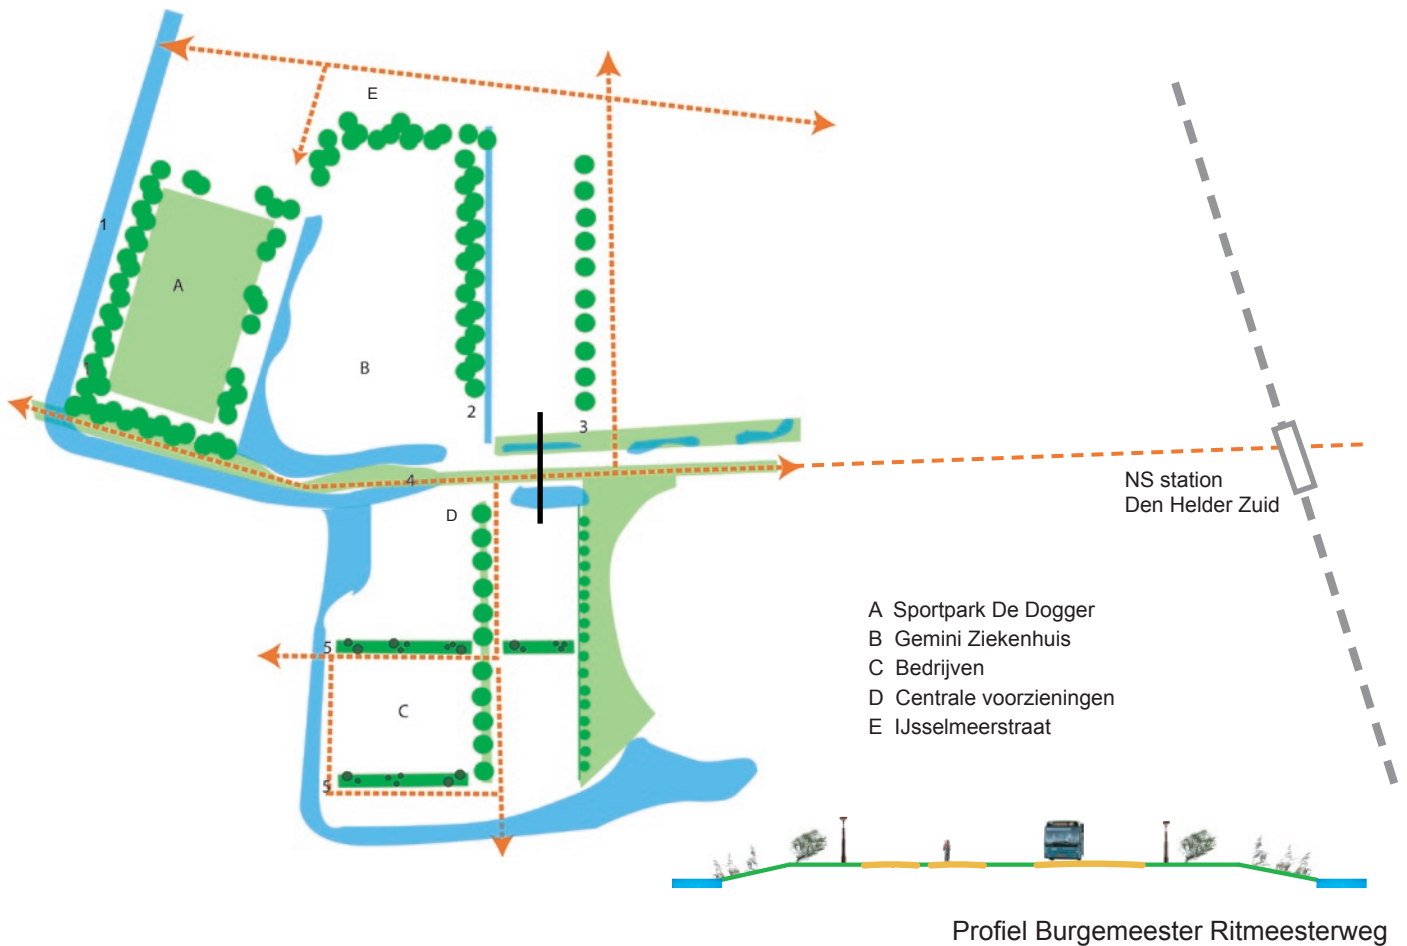 E
1
A
1
B
2
3
4
D
NS station
Den Helder Zuid
5
C
5
A Sportpark De Dogger
B Gemini Ziekenhuis
C Bedrijven
D Centrale voorzieningen
E IJsselmeerstraat
Profiel Burgemeester Ritmeesterweg